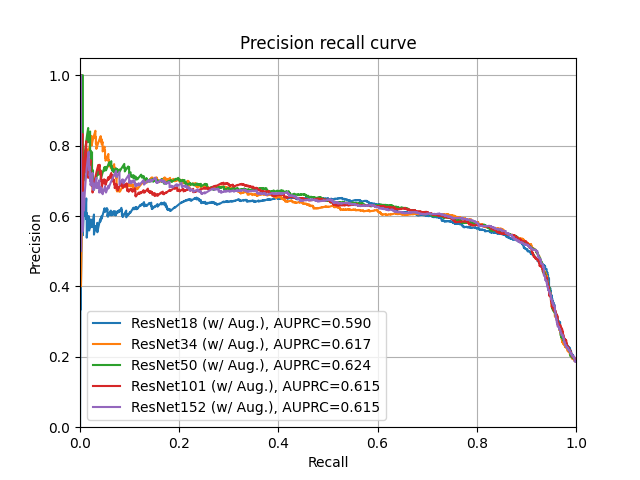 Precision recall curve
1.0
0.8
0.6
0.4
0.2
0.0
Precision
ResNet18 (w/ Aug.), AUPRC=0.590
ResNet34 (w/ Aug.), AUPRC=0.617
ResNet50 (w/ Aug.), AUPRC=0.624
ResNet101 (w/ Aug.), AUPRC=0.615
ResNet152 (w/ Aug.), AUPRC=0.615
0.0 0.2 0.4 0.6 0.8 1.0
Recall